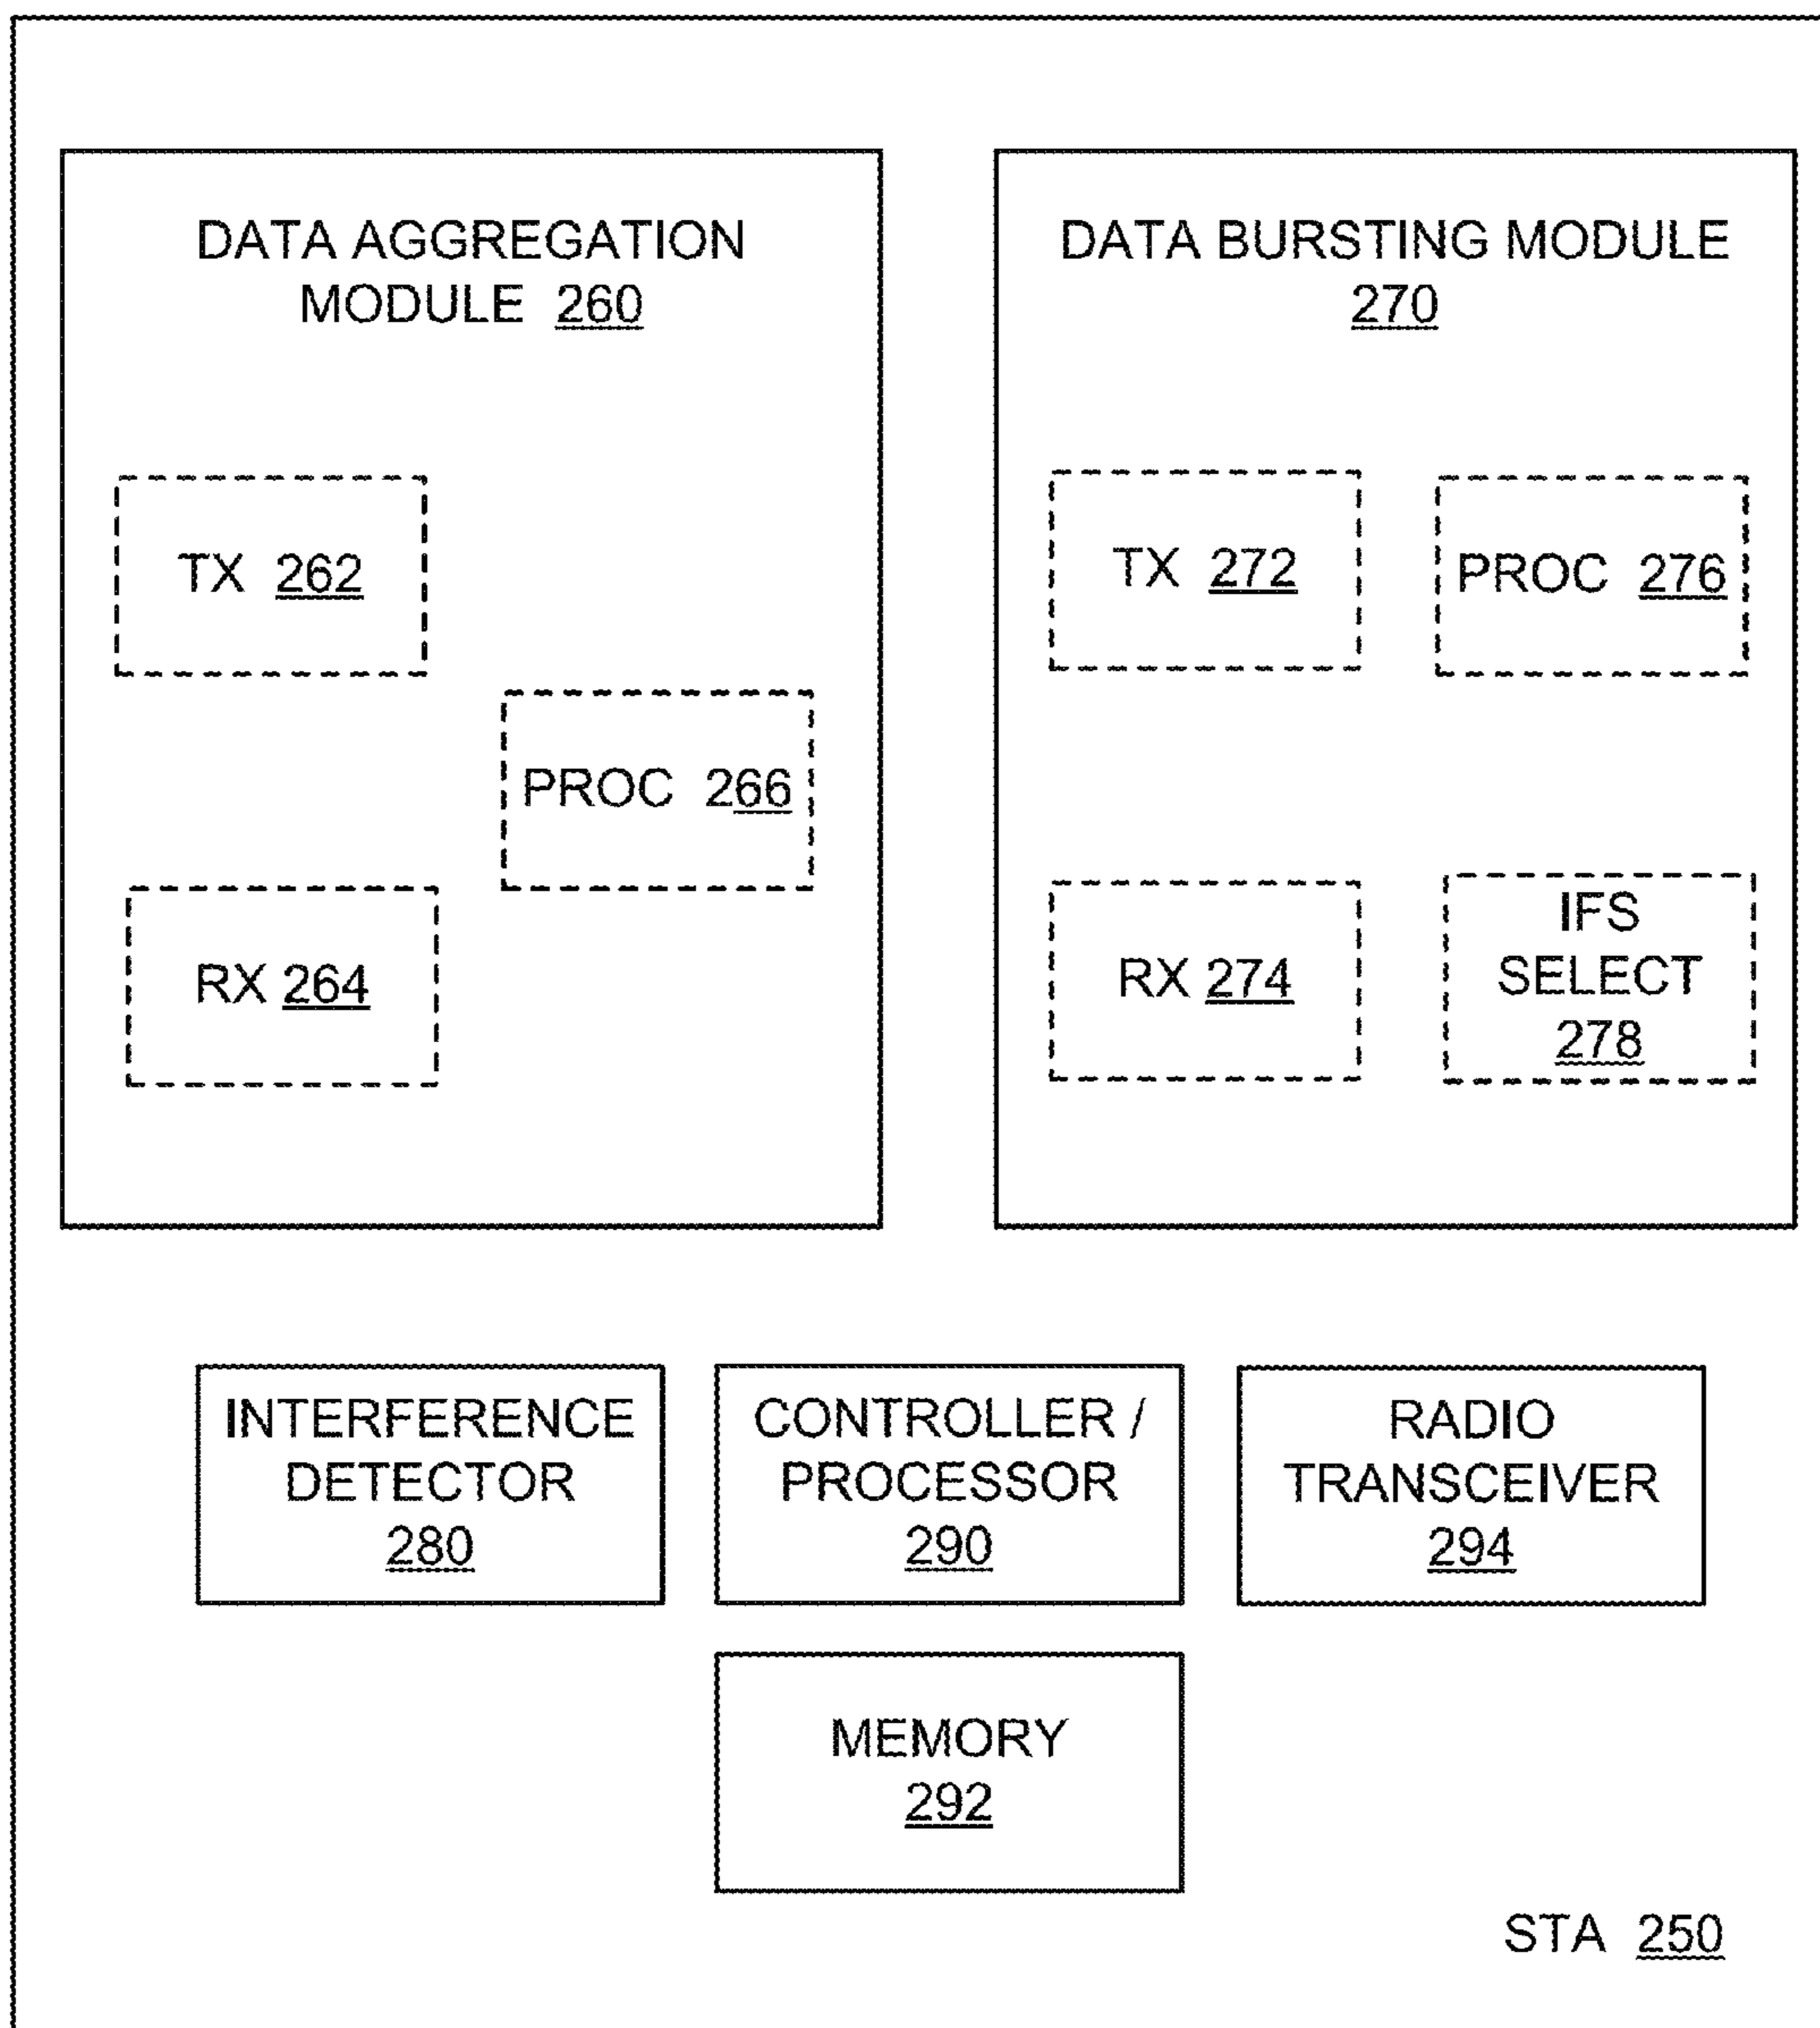 DATA AGGREGATION
MODULE 260
TX 262
PROC 266
RX 264
DATA BURSTING MODULE
270
TX 272
PROC 276
RX 274
IFS
SELECT
278
INTERFERENCE
DETECTOR
280
CONTROLLER /
PROCESSOR
290
RADIO
TRANSCEIVER
294
MEMORY
292
STA 250